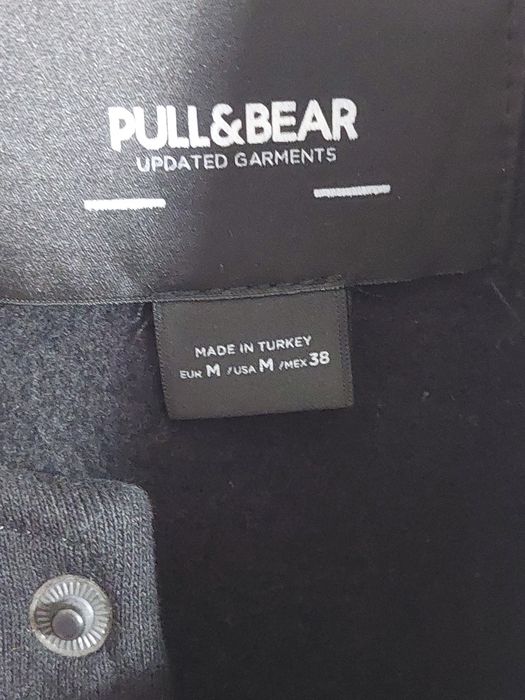 PULL&BEAR
UPDATED GARMENTS
MADE IN TURKEY
EUR M /USA M /MEX 38